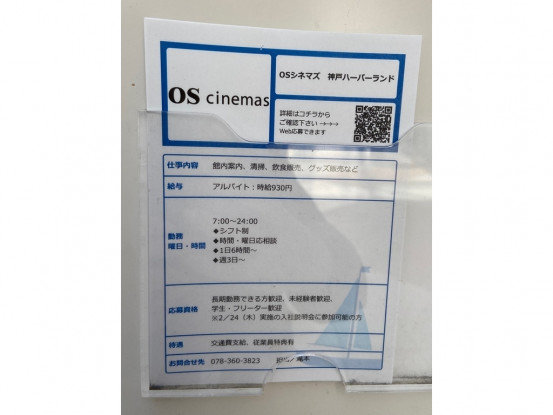 OS cinemas
OSシネマズ　神戸ハーバーランド
詳細はコチラから
ご確認下さい→→→
Web応募できます
仕事内容　館内案内、清掃、飲食販売、グッズ販売など
給与　アルバイト：時給930円
7:00～24:00
◆シフト制
勤務
曜日・時間　◆時間・曜日応相談
◆1日6時間～
◆週3日～
長期勤務できる方歓迎、未経験者歓迎、
応募資格　学生・フリーター歓迎
※2／24（木）実施の入社説明会に参加可能の方
待遇　交通費支給、従業員特典有
お問合せ先　078-360-3823　担当／滝本